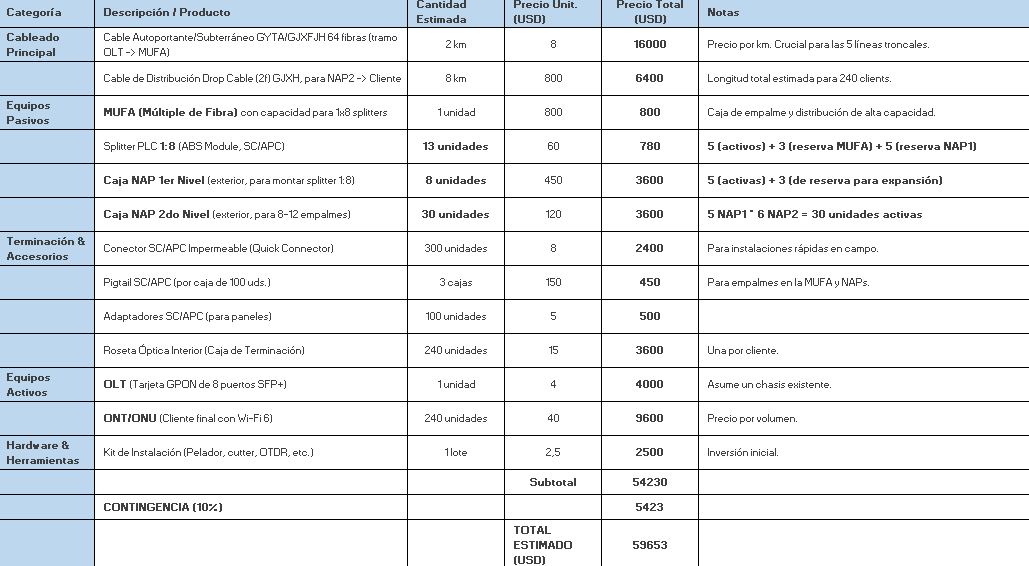 Categoría Descripción / Producto Cantidad Estimada Precio Unit. (USD) Precio Total (USD) Notas
Cableado Principal Cable Autoportante/Subterráneo GYTA/GJXFJH 64 fibras (tramo OLT -> MUFA) 2 km 8 16000 Precio por km. Crucial para las 5 líneas troncales.
Cable de Distribución Drop Cable (2f) GJXH, para NAP2 -> Cliente 8 km 800 6400 Longitud total estimada para 240 clients.
Equipos Pasivos MUFA (Múltiple de Fibra) con capacidad para 1x8 splitters 1 unidad 800 800 Caja de empalme y distribución de alta capacidad.
Splitter PLC 1:8 (ABS Module, SC/APC) 13 unidades 60 780 5 (activos) + 3 (reserva MUFA) + 5 (reserva NAP1)
Caja NAP 1er Nivel (exterior, para montar splitter 1:8) 8 unidades 450 3600 5 (activas) + 3 (de reserva para expansión)
Caja NAP 2do Nivel (exterior, para 8-12 empalmes) 30 unidades 120 3600 5 NAP1 * 6 NAP2 = 30 unidades activas
Terminación & Accesorios Conector SC/APC Impermeable (Quick Connector) 300 unidades 8 2400 Para instalaciones rápidas en campo.
Pigtail SC/APC (por caja de 100 uds.) 3 cajas 150 450 Para empalmes en la MUFA y NAPs.
Adaptadores SC/APC (para paneles) 100 unidades 5 500
Roseta Óptica Interior (Caja de Terminación) 240 unidades 15 3600 Una por cliente.
Equipos Activos OLT (Tarjeta GPON de 8 puertos SFP+) 1 unidad 4 4000 Asume un chasis existente.
ONT/ONU (Cliente final con Wi-Fi 6) 240 unidades 40 9600 Precio por volumen.
Hardware & Herramientas Kit de Instalación (Pelador, cutter, OTDR, etc.) 1 lote 2,5 2500 Inversión inicial.
Subtotal 54230
CONTINGENCIA (10%) 5423
TOTAL ESTIMADO (USD) 59653